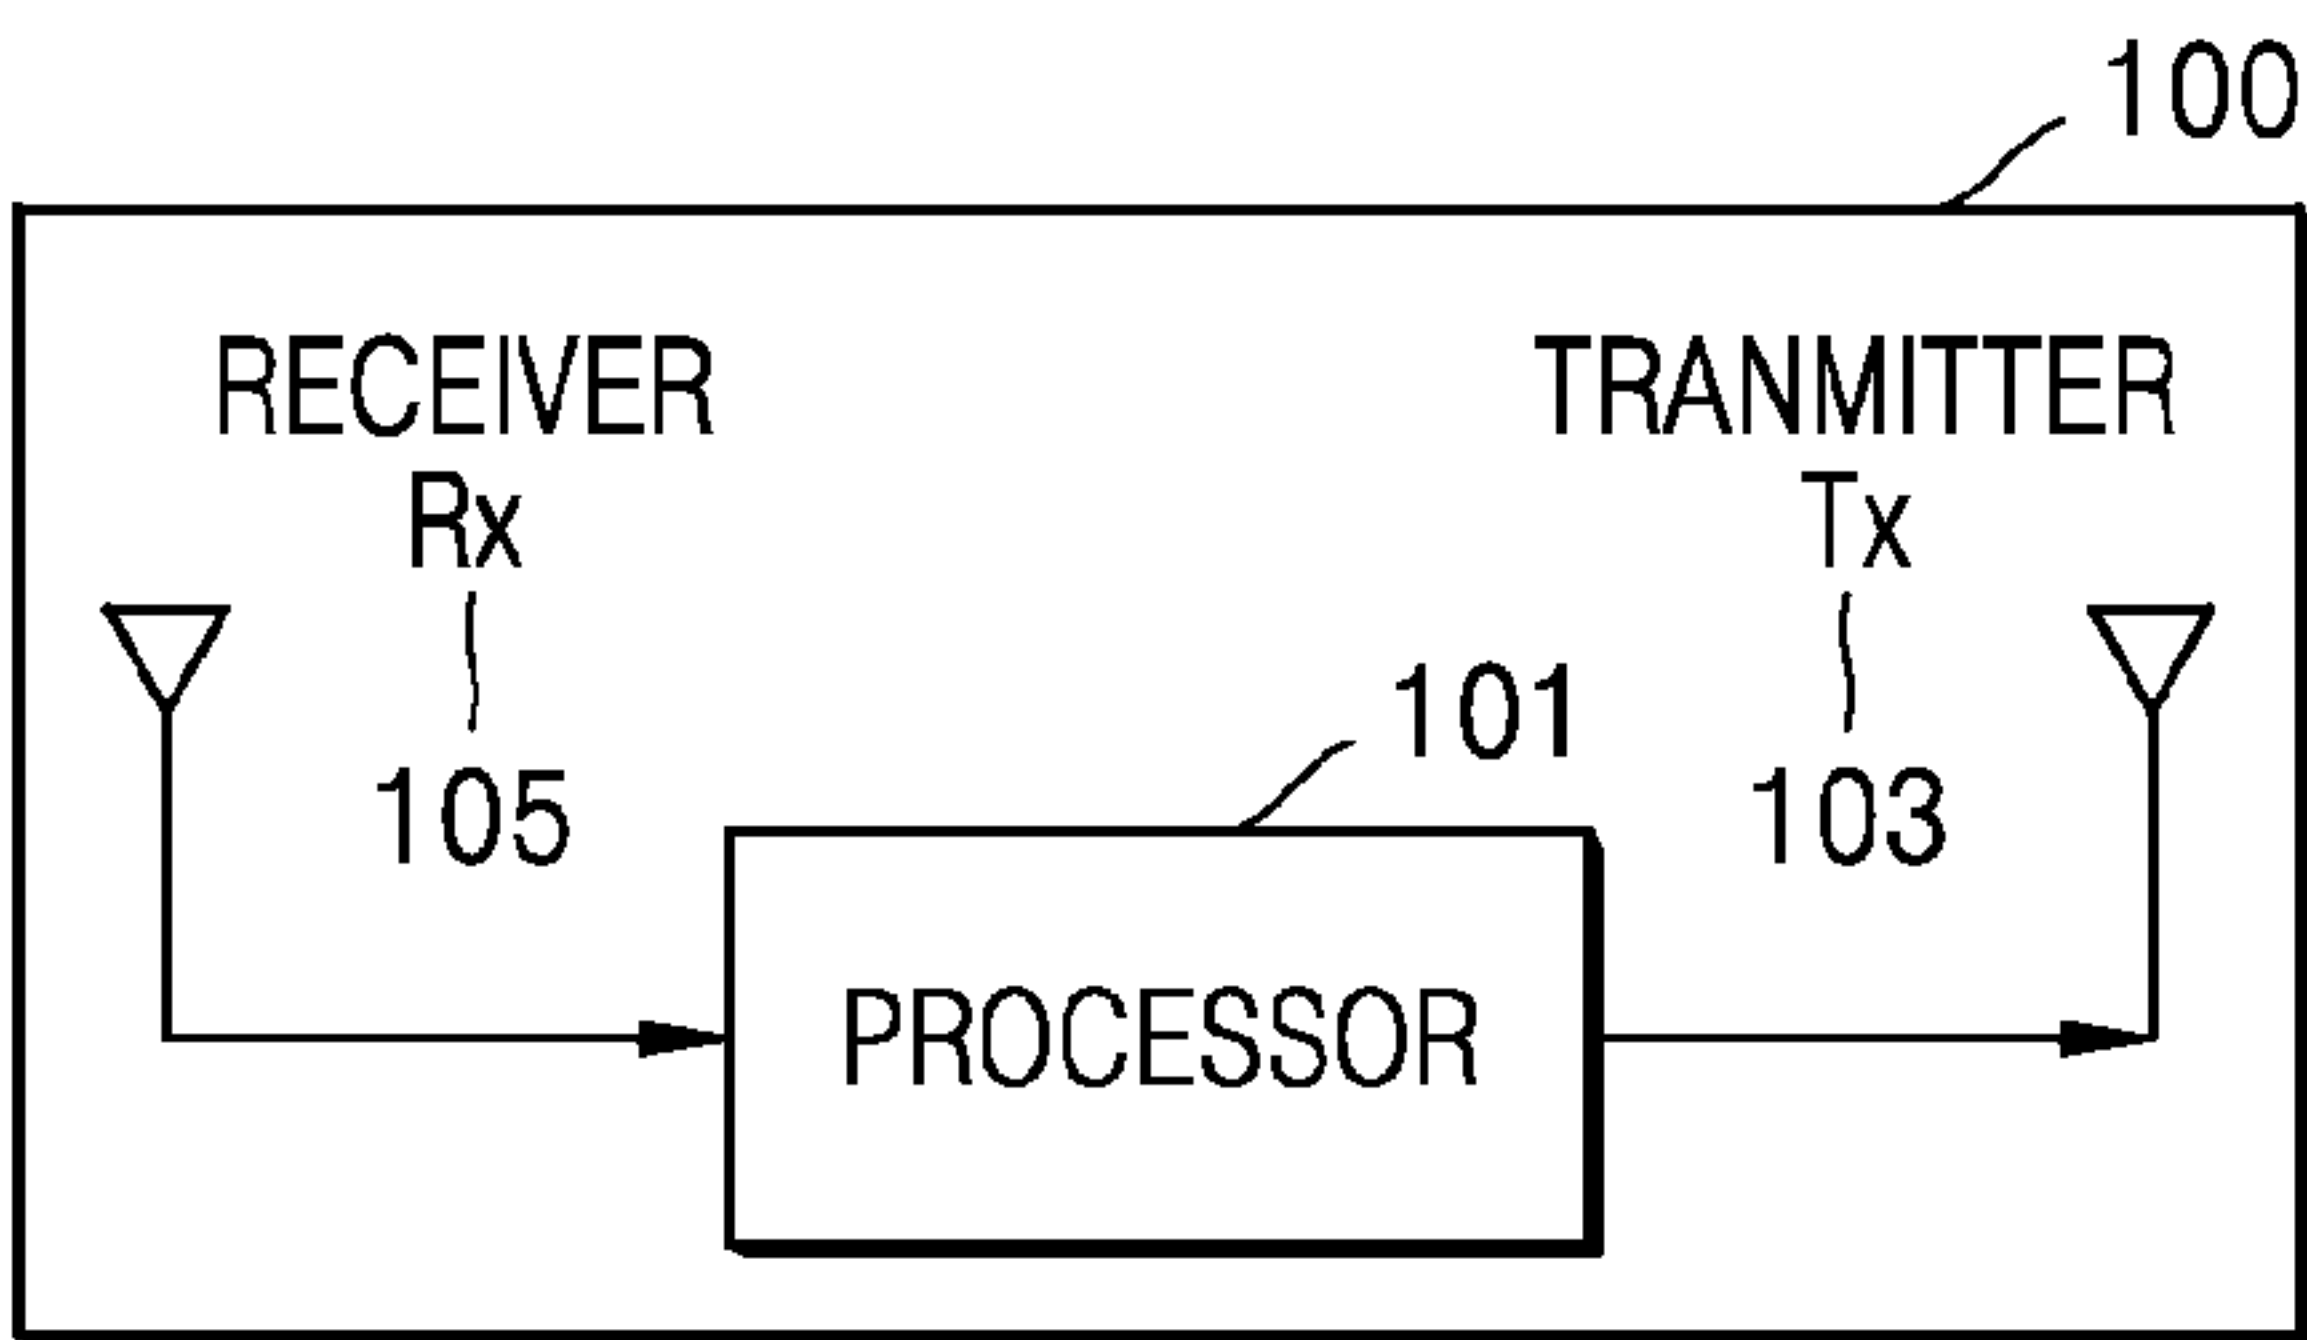 100
RECEIVER
Rx
105
TRANMITTER
Tx
103
101
PROCESSOR